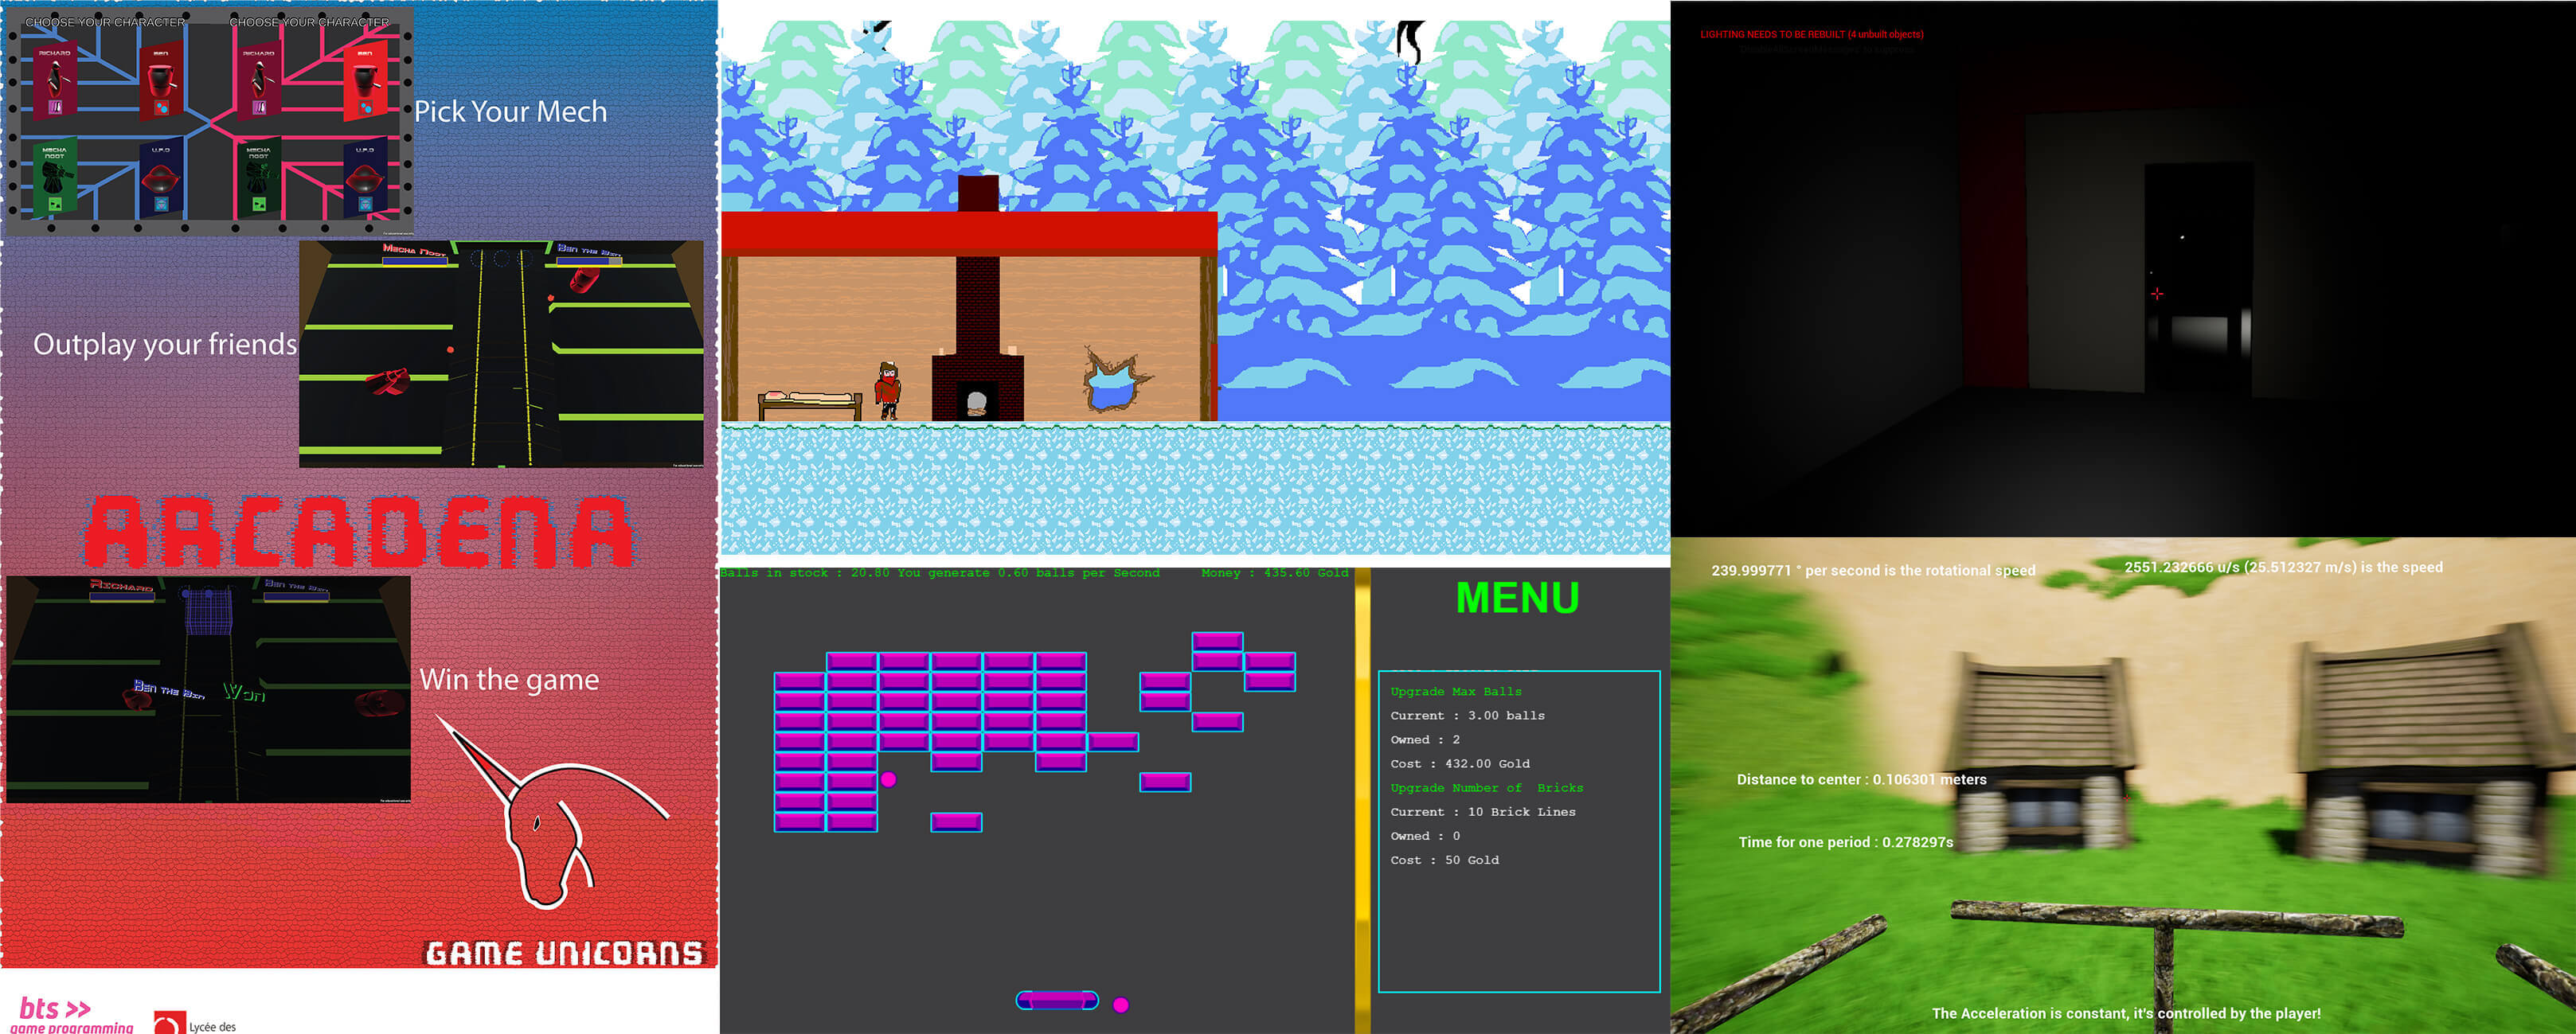 CHOOSE YOUR CHARACTER
CHOOSE YOUR CHARACTER
RICHARD
BEN
RICHARD
BEN
MECHA NOOT
U.F.O
MECHA NOOT
U.F.O
Pick Your Mech
Mecha Noot
Ben the Bin
Outplay your friends
ARCADENA
Richard
Ben the Bin
Ben the Bin Won
Win the game
GAME UNICORNS
bts >>
game programming
Lycée des
Balls in stock : 20.80 You generate 0.60 balls per Second
Money : 435.60 Gold
MENU
Upgrade Max Balls
Current : 3.00 balls
Owned : 2
Cost : 432.00 Gold
Upgrade Number of Bricks
Current : 10 Brick Lines
Owned : 0
Cost : 50 Gold
LIGHTING NEEDS TO BE REBUILT (4 unbuilt objects)
239.999771 ° per second is the rotational speed
2551.232666 u/s (25.512327 m/s) is the speed
Distance to center : 0.106301 meters
Time for one period : 0.278297s
The Acceleration is constant, it's controlled by the player!